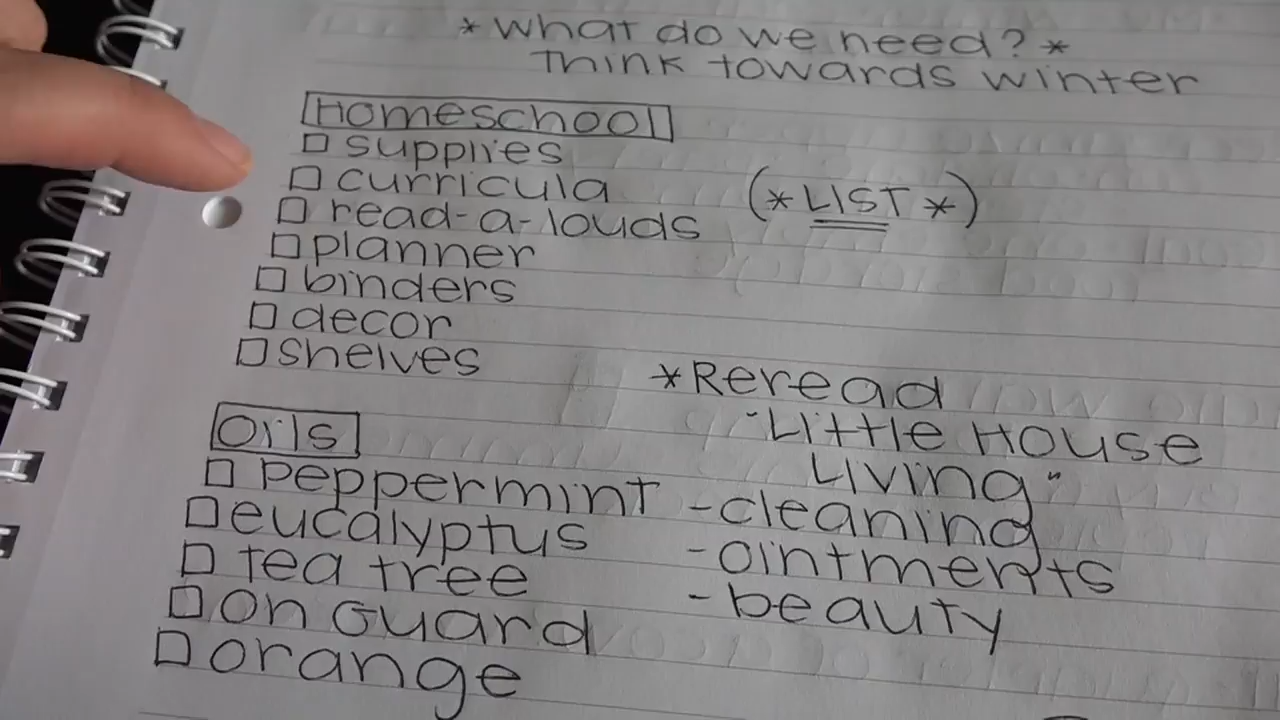 *What do we need?*
Think towards winter
Homeschool
supplies
curricula
(*LIST*)
read-a-louds
planner
binders
decor
shelves
*Reread
"Little House
Living"
-cleaning
-ointments
-beauty
Oils
peppermint
eucalyptus
tea tree
on guard
orange